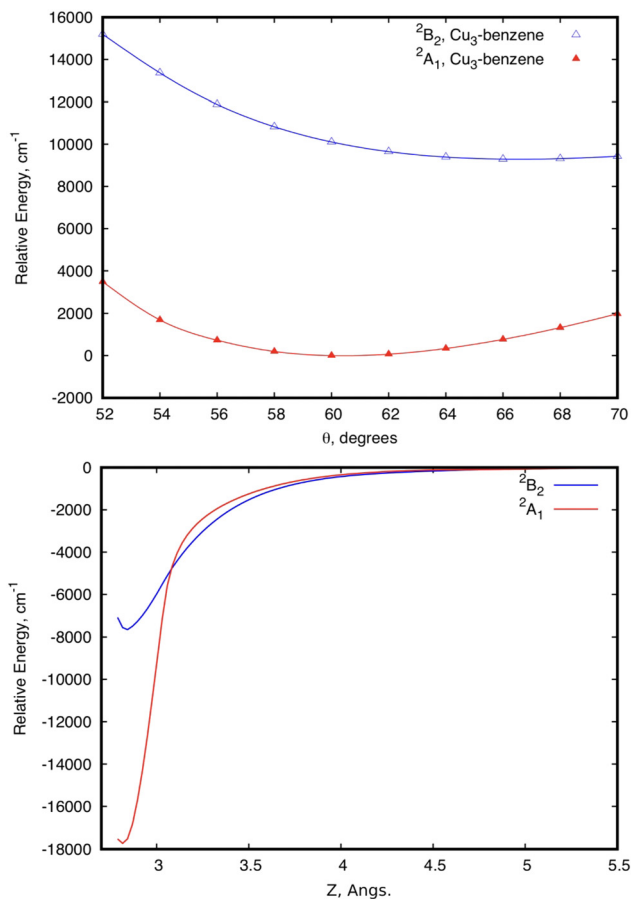 16000
14000
12000
10000
8000
6000
4000
2000
0
-2000
Relative Energy, cm⁻¹
²B₂, Cu₃-benzene
²A₁, Cu₃-benzene
52 54 56 58 60 62 64 66 68 70
θ, degrees
0
-2000
-4000
-6000
-8000
-10000
-12000
-14000
-16000
-18000
Relative Energy, cm⁻¹
²B₂
²A₁
3 3.5 4 4.5 5 5.5
Z, Angs.